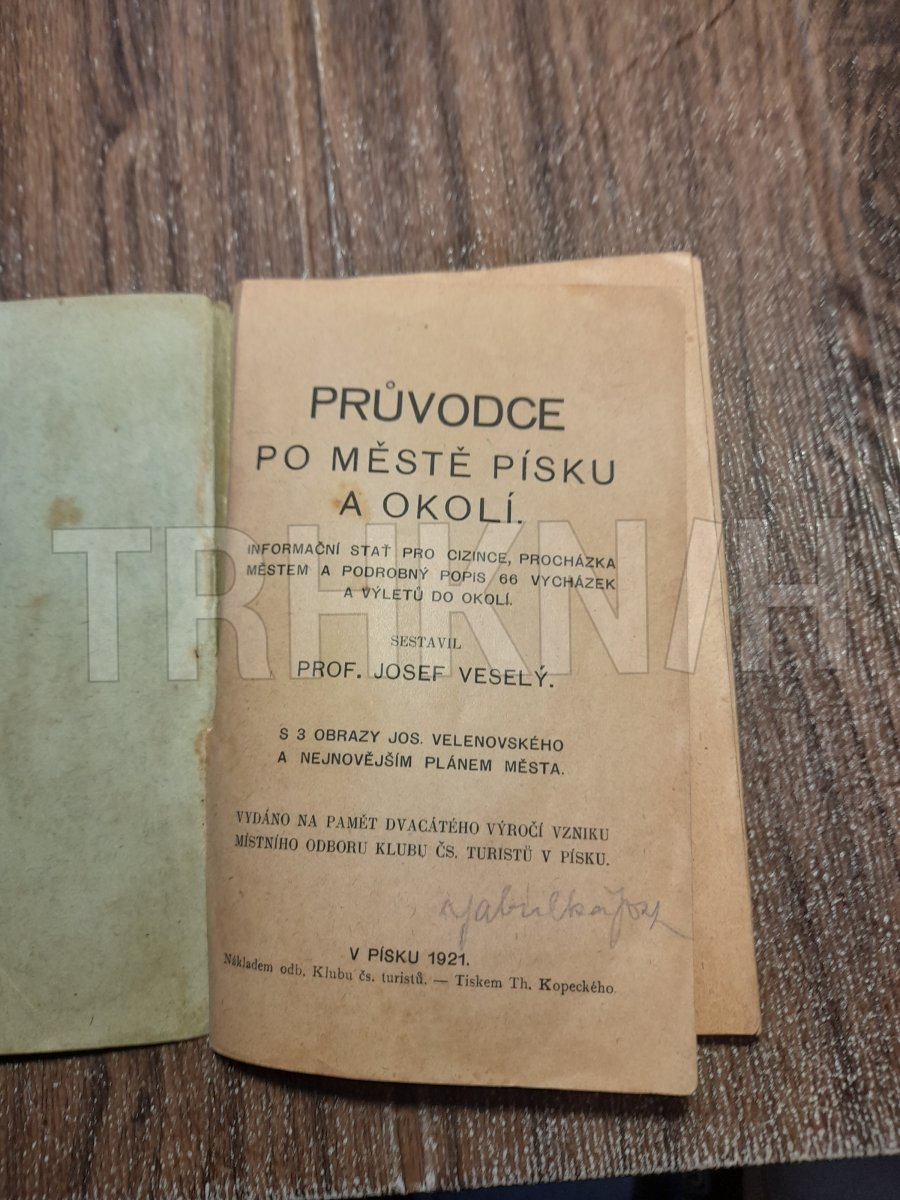 PRŮVODCE
PO MĚSTĚ PÍSKU
A OKOLÍ.
INFORMAČNÍ STAŤ PRO CIZINCE, PROCHÁZKA
MĚSTEM A PODROBNÝ POPIS 66 VYCHÁZEK
A VÝLETŮ DO OKOLÍ.
TRHKNIH
SESTAVIL
PROF. JOSEF VESELÝ.
S 3 OBRAZY JOS. VELENOVSKÉHO
A NEJNOVĚJŠÍM PLÁNEM MĚSTA.
VYDÁNO NA PAMĚT DVACÁTÉHO VÝROČÍ VZNIKU
MÍSTNÍHO ODBORU KLUBU ČS. TURISTŮ V PÍSKU.
V PÍSKU 1921.
Nákladem odb. Klubu čs. turistů. — Tiskem Th. Kopeckého